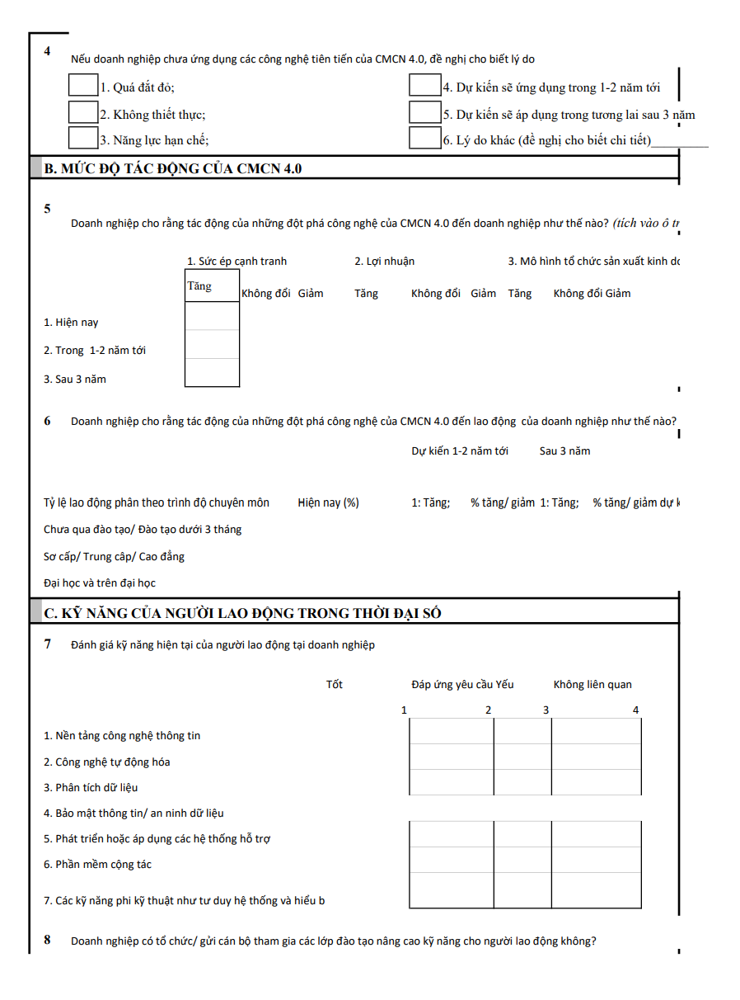 4 Nếu doanh nghiệp chưa ứng dụng các công nghệ tiên tiến của CMCN 4.0, đề nghị cho biết lý do
1. Quá đắt đỏ; 4. Dự kiến sẽ ứng dụng trong 1-2 năm tới
2. Không thiết thực; 5. Dự kiến sẽ áp dụng trong tương lai sau 3 năm
3. Năng lực hạn chế; 6. Lý do khác (đề nghị cho biết chi tiết)_________
B. MỨC ĐỘ TÁC ĐỘNG CỦA CMCN 4.0
5 Doanh nghiệp cho rằng tác động của những đột phá công nghệ của CMCN 4.0 đến doanh nghiệp như thế nào? (tích vào ô tr
1. Sức ép cạnh tranh 2. Lợi nhuận 3. Mô hình tổ chức sản xuất kinh do
Tăng Không đổi Giảm Tăng Không đổi Giảm Tăng Không đổi Giảm
1. Hiện nay
2. Trong 1-2 năm tới
3. Sau 3 năm
6 Doanh nghiệp cho rằng tác động của những đột phá công nghệ của CMCN 4.0 đến lao động của doanh nghiệp như thế nào?
Dự kiến 1-2 năm tới Sau 3 năm
Tỷ lệ lao động phân theo trình độ chuyên môn Hiện nay (%) 1: Tăng; % tăng/ giảm 1: Tăng; % tăng/ giảm dự k
Chưa qua đào tạo/ Đào tạo dưới 3 tháng
Sơ cấp/ Trung câp/ Cao đẳng
Đại học và trên đại học
C. KỸ NĂNG CỦA NGƯỜI LAO ĐỘNG TRONG THỜI ĐẠI SỐ
7 Đánh giá kỹ năng hiện tại của người lao động tại doanh nghiệp
Tốt Đáp ứng yêu cầu Yếu Không liên quan
1 2 3 4
1. Nền tảng công nghệ thông tin
2. Công nghệ tự động hóa
3. Phân tích dữ liệu
4. Bảo mật thông tin/ an ninh dữ liệu
5. Phát triển hoặc áp dụng các hệ thống hỗ trợ
6. Phần mềm cộng tác
7. Các kỹ năng phi kỹ thuật như tư duy hệ thống và hiểu b
8 Doanh nghiệp có tổ chức/ gửi cán bộ tham gia các lớp đào tạo nâng cao kỹ năng cho người lao động không?